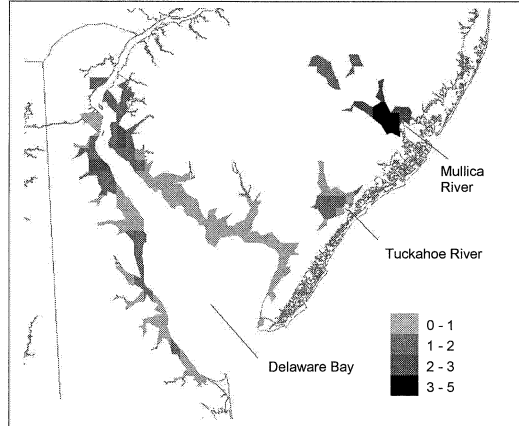 Mullica
River
Tuckahoe River
Delaware Bay
0 - 1
1 - 2
2 - 3
3 - 5